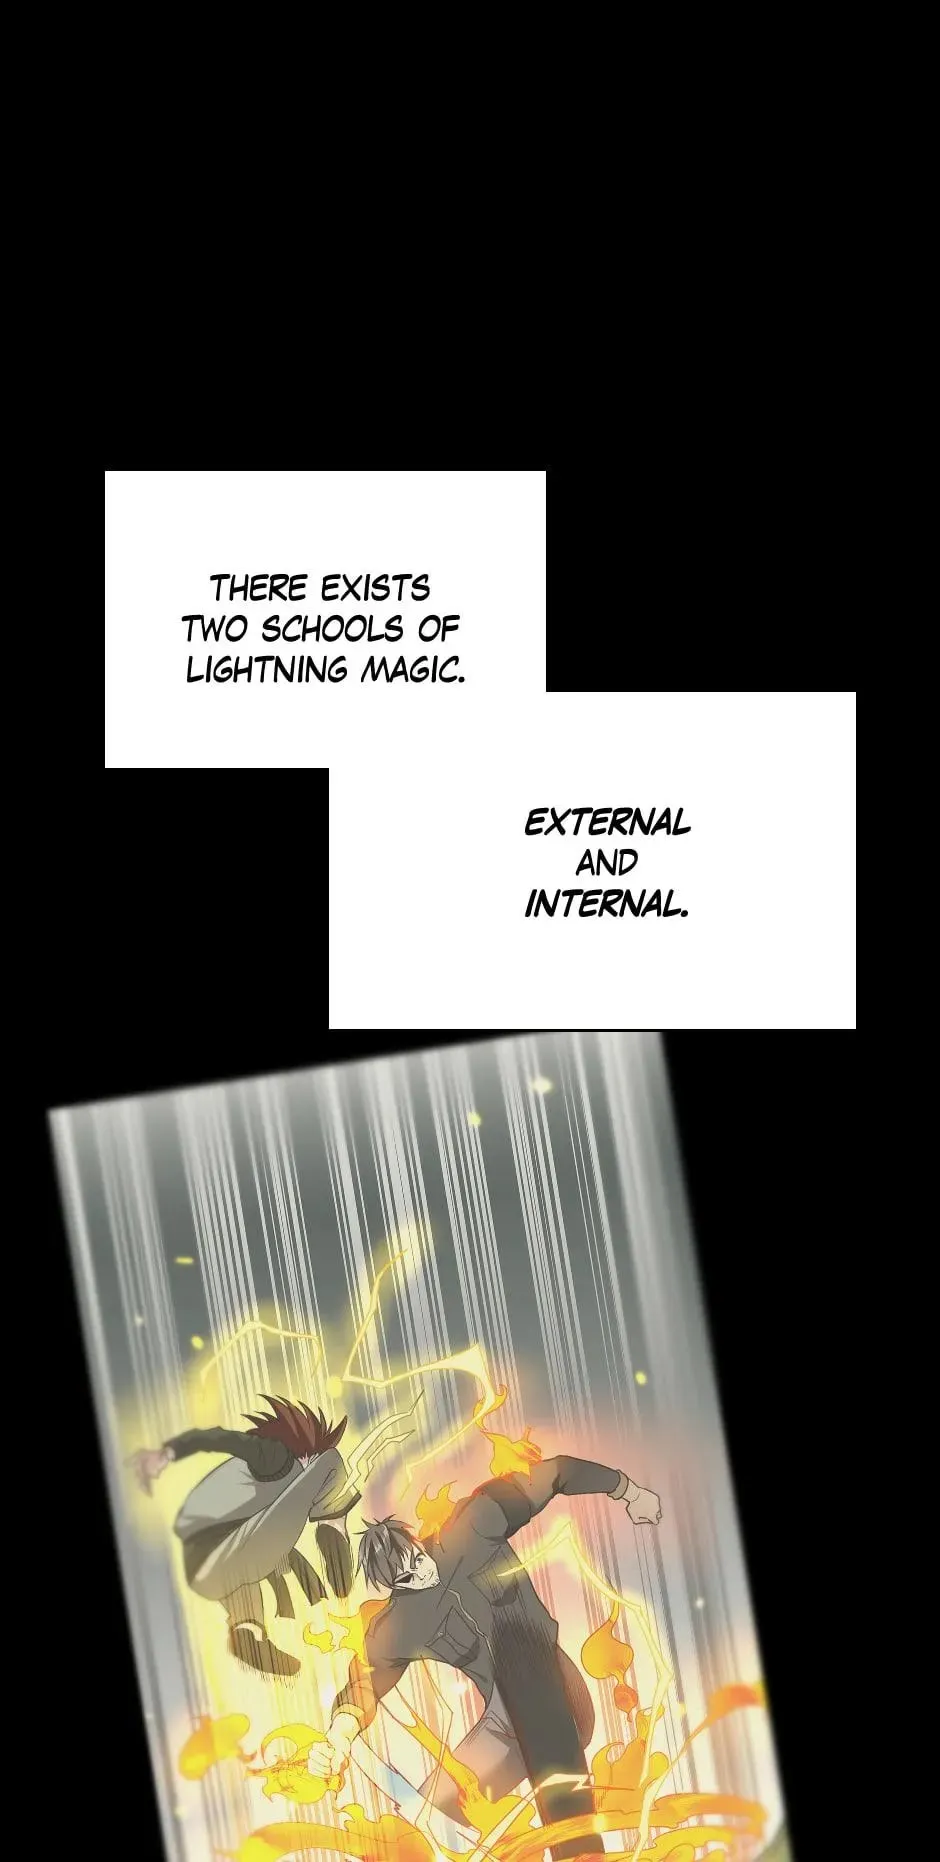 THERE EXISTS
TWO SCHOOLS OF
LIGHTNING MAGIC.
EXTERNAL
AND
INTERNAL.